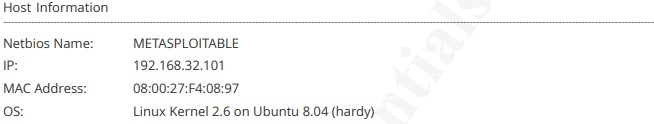 Host Information
Netbios Name: METASPLOITABLE
IP: 192.168.32.101
MAC Address: 08:00:27:F4:08:97
OS: Linux Kernel 2.6 on Ubuntu 8.04 (hardy)
ntials